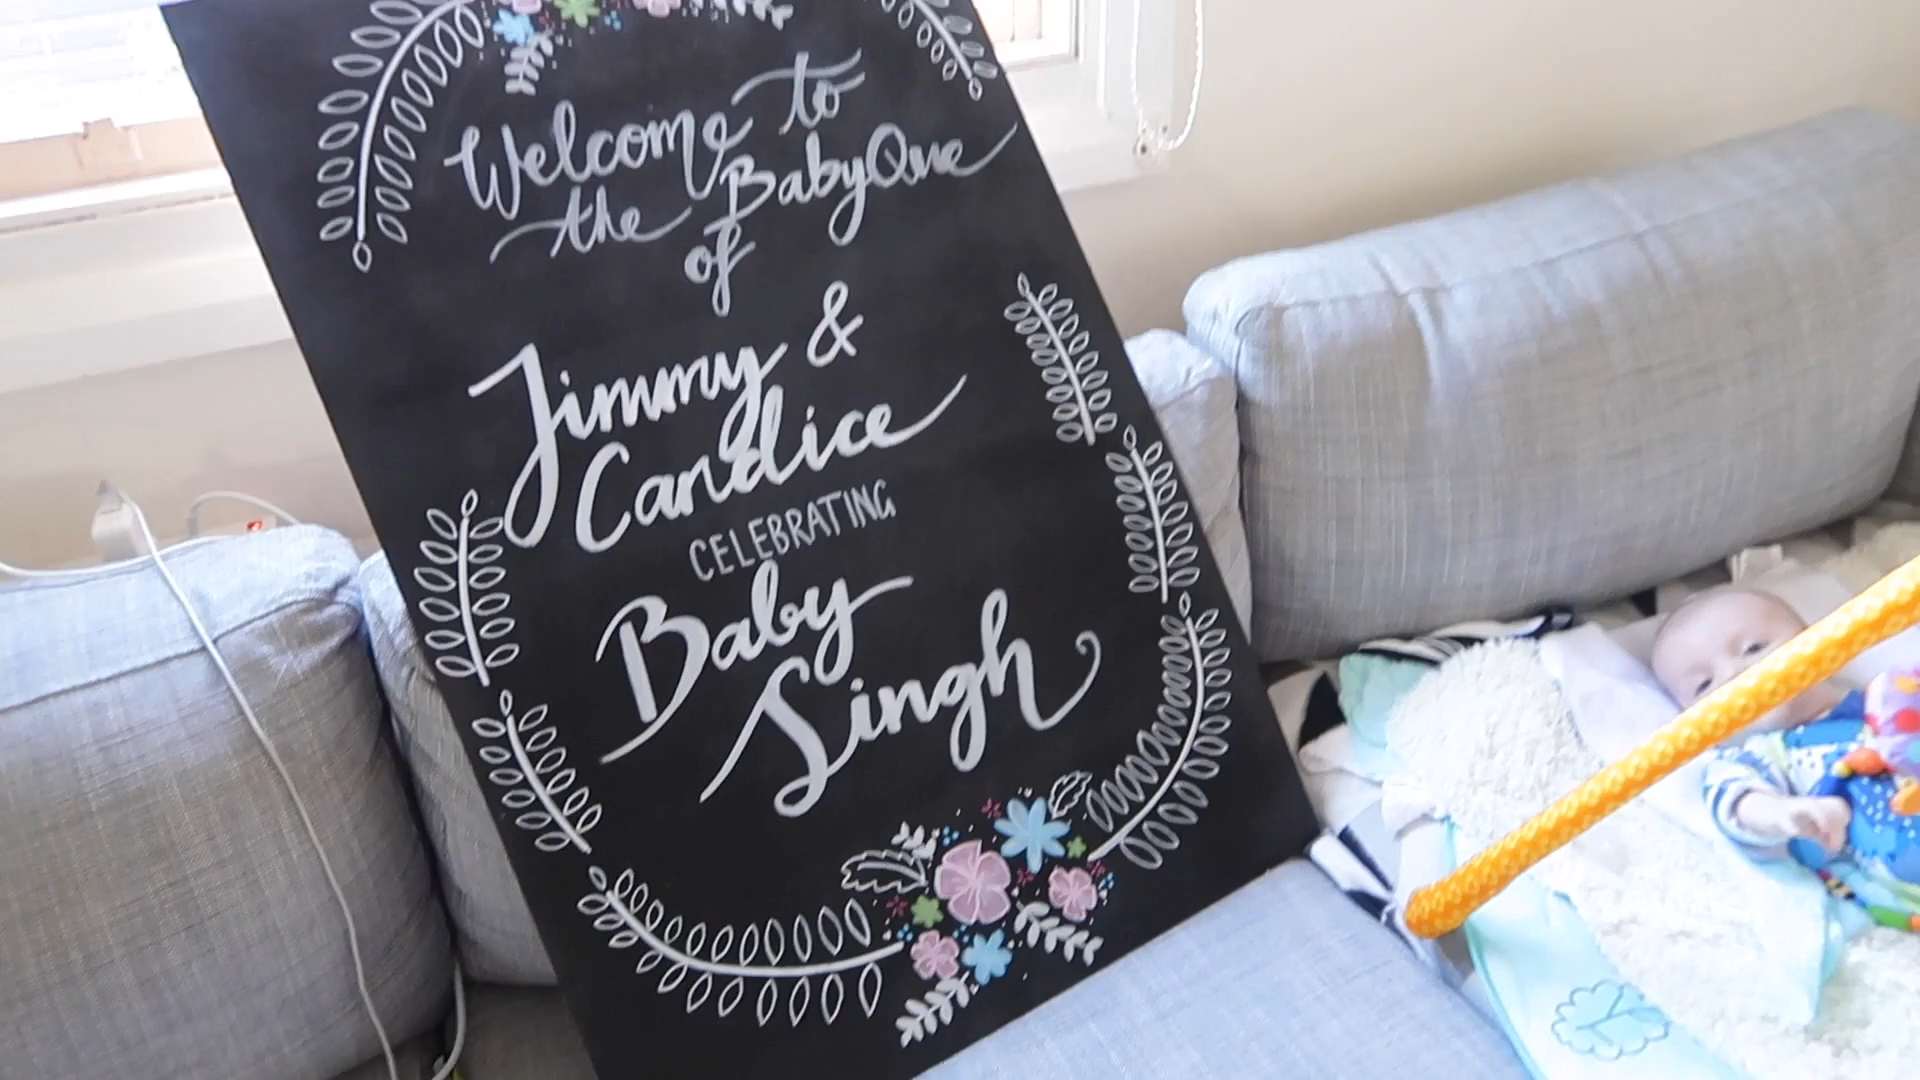 Welcome to
the BabyQue
of
Jimmy &
Candice
CELEBRATING
Baby
Singh